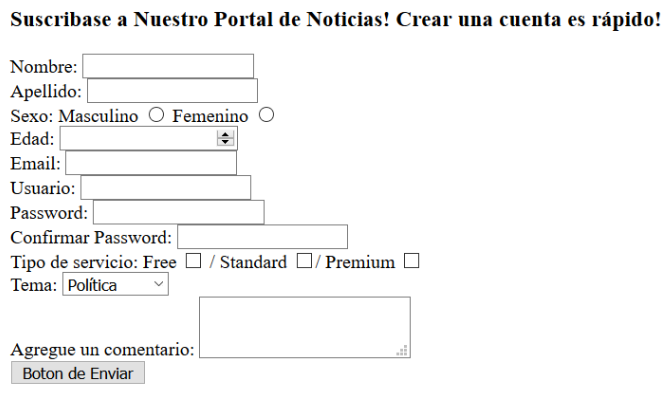 Suscribase a Nuestro Portal de Noticias! Crear una cuenta es rápido!
Nombre:
Apellido:
Sexo: Masculino Femenino
Edad:
Email:
Usuario:
Password:
Confirmar Password:
Tipo de servicio: Free / Standard / Premium
Tema: Política
Agregue un comentario:
Boton de Enviar